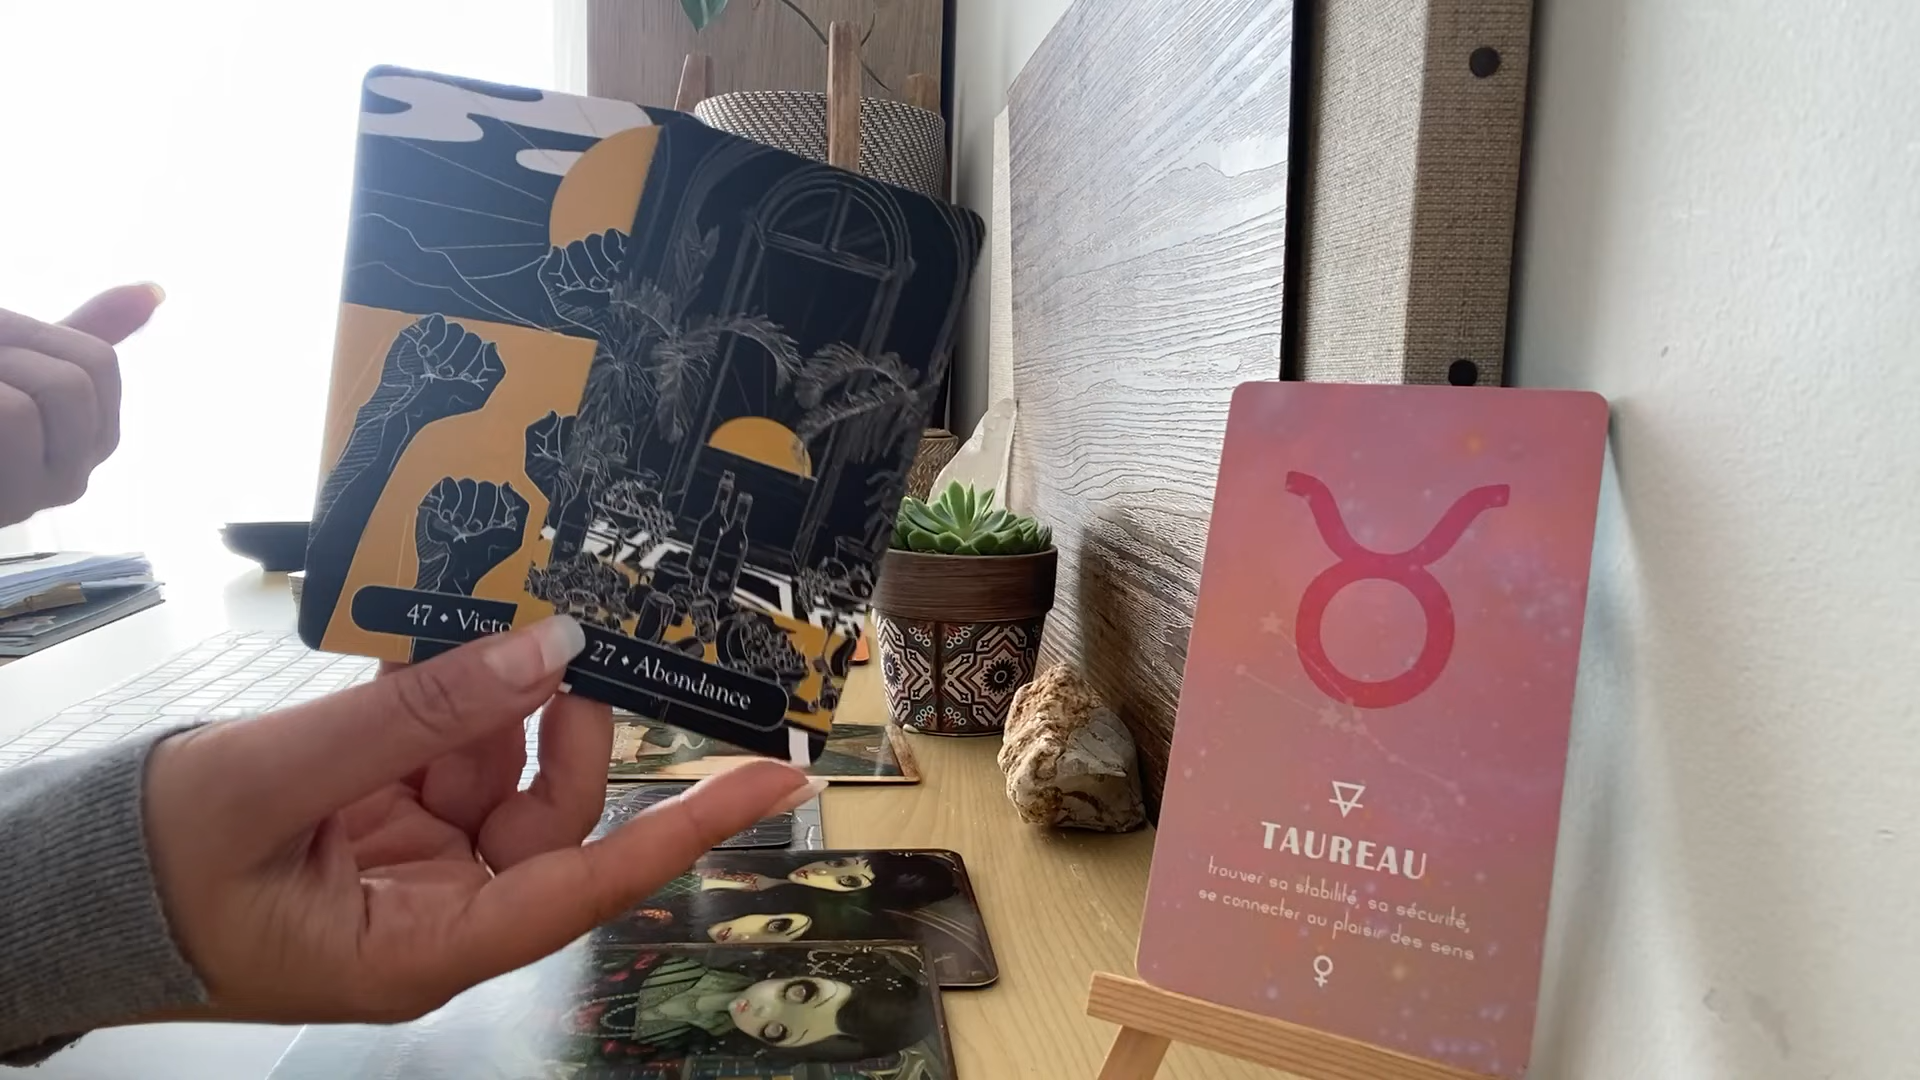 47 • Victo
27 • Abondance
TAUREAU
trouver sa stabilité, sa sécurité,
se connecter au plaisir des sens